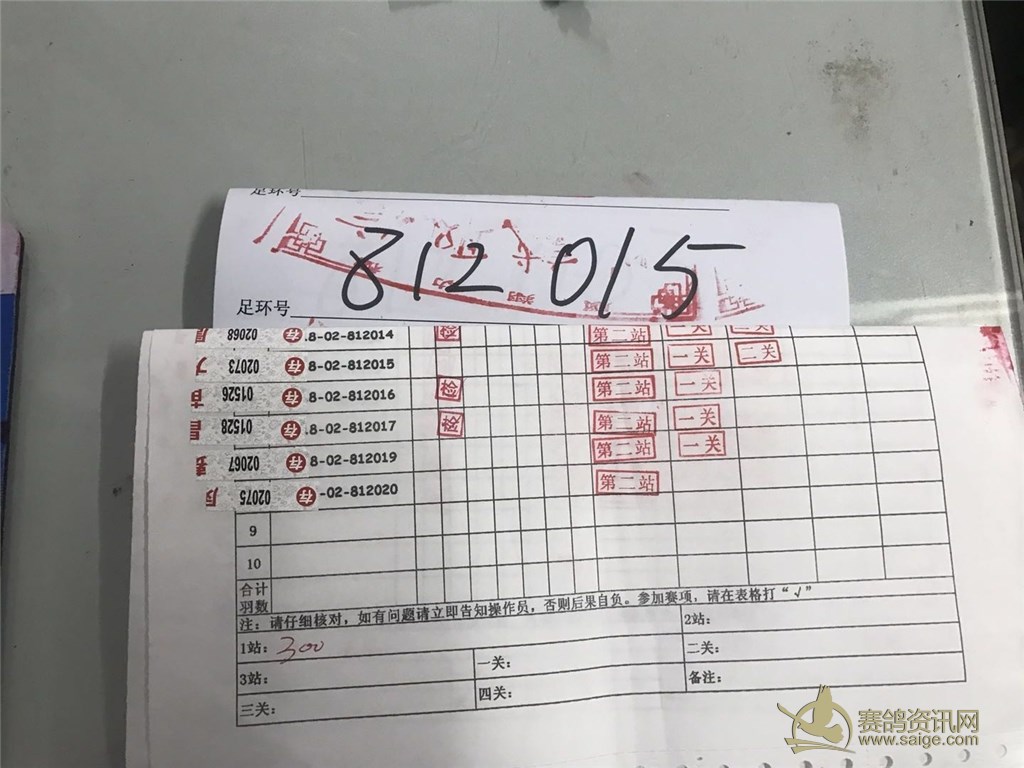 足环号
812015
足环号
02068 存 .8-02-812014 检 第二站 一关 二关
02073 存 8-02-812015 第二站 一关 二关
01526 存 8-02-812016 检 第二站 一关
01528 存 .8-02-812017 检 第二站 一关
02067 存 8-02-812019 第二站 一关
02075 存 -02-812020 第二站
9
10
合计
羽数
注：请仔细核对，如有问题请立即告知操作员，否则后果自负。参加赛项，请在表格打“√”
1站：300 2站：
3站： 一关： 二关：
三关： 四关： 备注：
赛鸽资讯网
www.saige.com